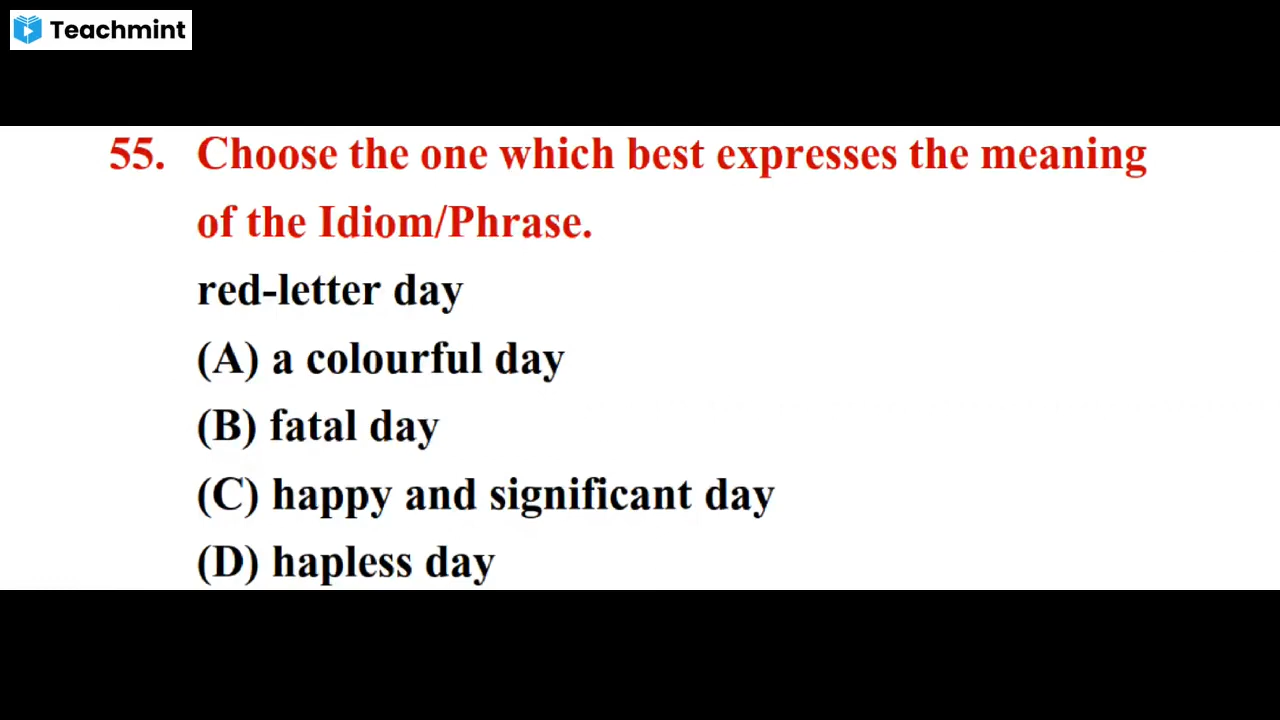 Teachmint
55. Choose the one which best expresses the meaning
of the Idiom/Phrase.
red-letter day
(A) a colourful day
(B) fatal day
(C) happy and significant day
(D) hapless day